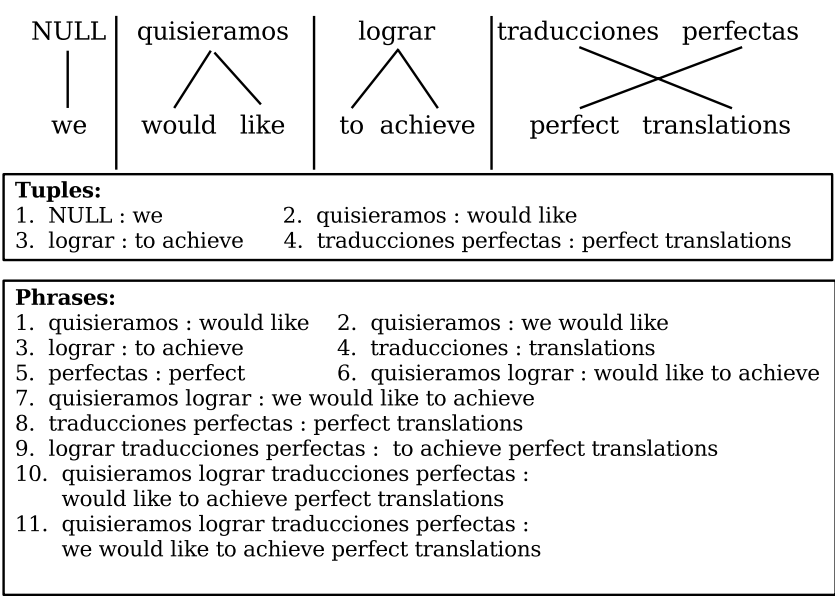 NULL quisieramos lograr traducciones perfectas
we would like to achieve perfect translations
Tuples:
1. NULL : we 2. quisieramos : would like
3. lograr : to achieve 4. traducciones perfectas : perfect translations
Phrases:
1. quisieramos : would like 2. quisieramos : we would like
3. lograr : to achieve 4. traducciones : translations
5. perfectas : perfect 6. quisieramos lograr : would like to achieve
7. quisieramos lograr : we would like to achieve
8. traducciones perfectas : perfect translations
9. lograr traducciones perfectas : to achieve perfect translations
10. quisieramos lograr traducciones perfectas :
would like to achieve perfect translations
11. quisieramos lograr traducciones perfectas :
we would like to achieve perfect translations